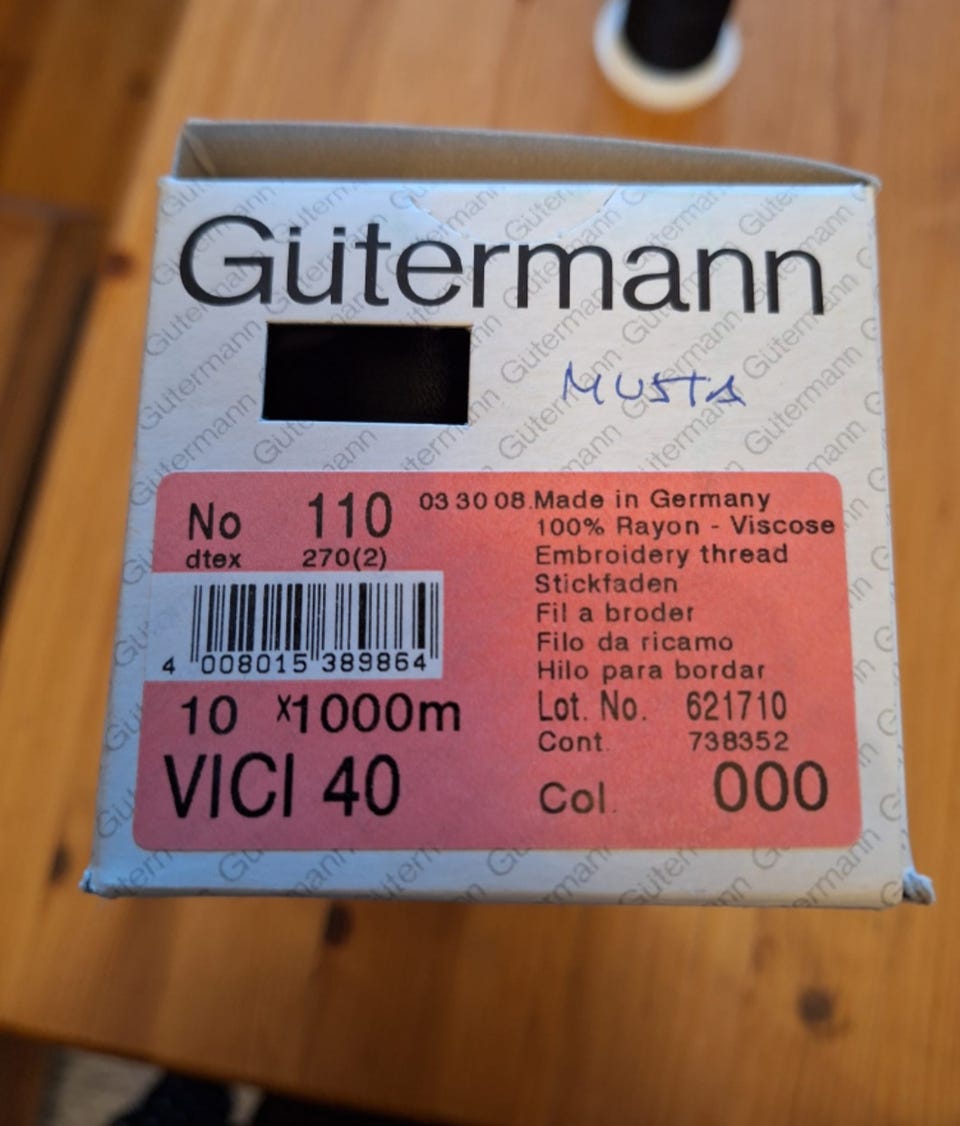 Gütermann
MUSTA
No 110 03 30 08. Made in Germany
100% Rayon - Viscose
dtex 270(2) Embroidery thread
Stickfaden
Fil a broder
Filo da ricamo
4 008015 389864 Hilo para bordar
10 x1000m Lot. No. 621710
Cont. 738352
VICI 40 Col. 000